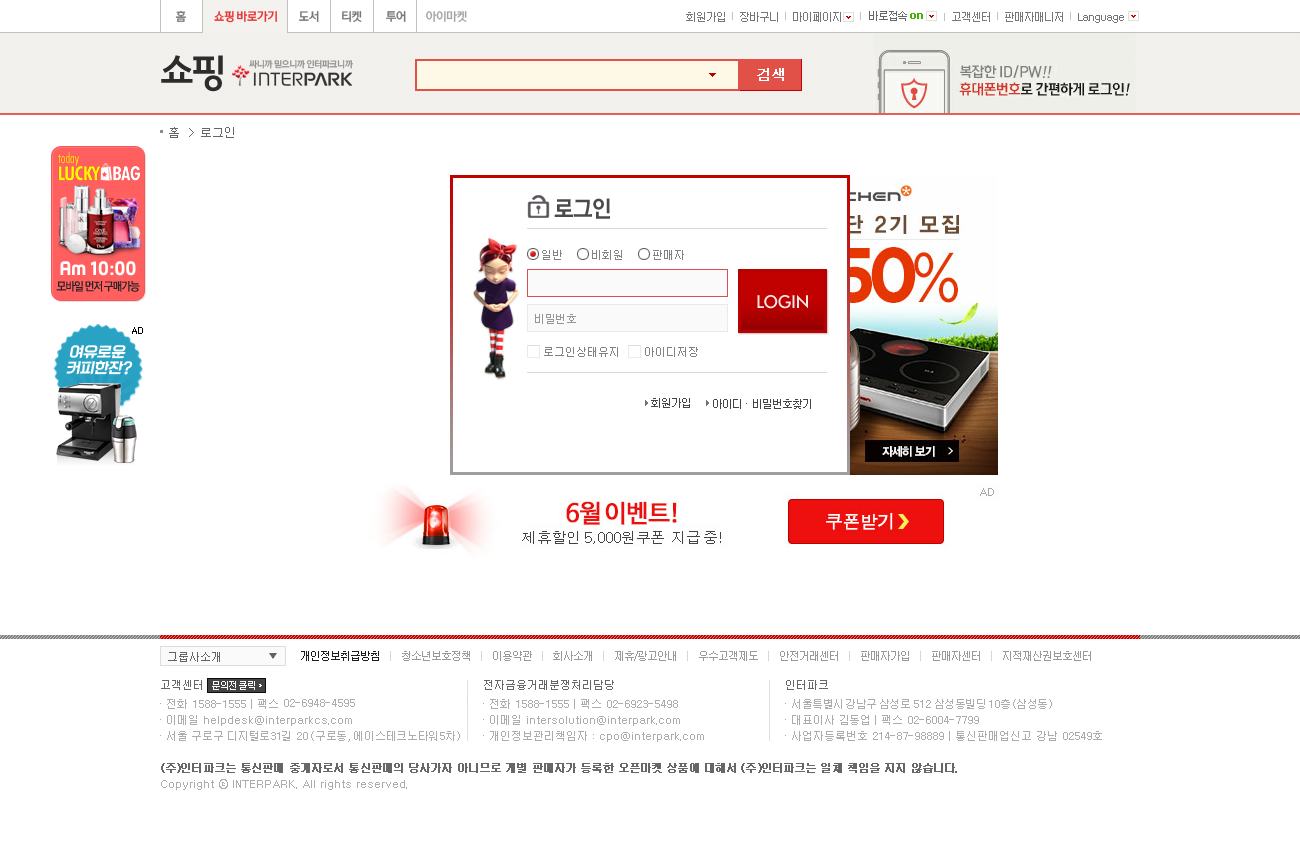 홈 쇼핑 바로가기 도서 티켓 투어 아이마켓
회원가입 장바구니 마이페이지 바로접속 on 고객센터 판매자매니저 Language
쇼핑
싸니까 믿으니까 인터파크니까
INTERPARK
검색
복잡한 ID/PW!!
휴대폰번호로 간편하게 로그인!
홈 > 로그인
today
LUCKY BAG
Am 10:00
모바일 먼저 구매가능
AD
여유로운
커피한잔?
로그인
일반 비회원 판매자
LOGIN
비밀번호
로그인상태유지 아이디저장
회원가입 아이디 · 비밀번호찾기
CHEN
단 2기 모집
50%
자세히 보기 >
AD
6월 이벤트!
제휴할인 5,000원쿠폰 지급 중!
쿠폰받기
그룹사소개 개인정보취급방침 청소년보호정책 이용약관 회사소개 제휴/광고안내 우수고객제도 안전거래센터 판매자가입 판매자센터 지적재산권보호센터
고객센터 문의전 클릭
· 전화 1588-1555 | 팩스 02-6948-4595
· 이메일 helpdesk@interparkcs.com
· 서울 구로구 디지털로31길 20 (구로동, 에이스테크노타워5차)
전자금융거래분쟁처리담당
· 전화 1588-1555 | 팩스 02-6923-5498
· 이메일 intersolution@interpark.com
· 개인정보관리책임자 : cpo@interpark.com
인터파크
· 서울특별시 강남구 삼성로 512 삼성동빌딩 10층 (삼성동)
· 대표이사 김동업 | 팩스 02-6004-7799
· 사업자등록번호 214-87-98889 | 통신판매업신고 강남 02549호
(주)인터파크는 통신판매 중개자로서 통신판매의 당사가자 아니므로 개별 판매자가 등록한 오픈마켓 상품에 대해서 (주)인터파크는 일체 책임을 지지 않습니다.
Copyright ⓒ INTERPARK. All rights reserved.